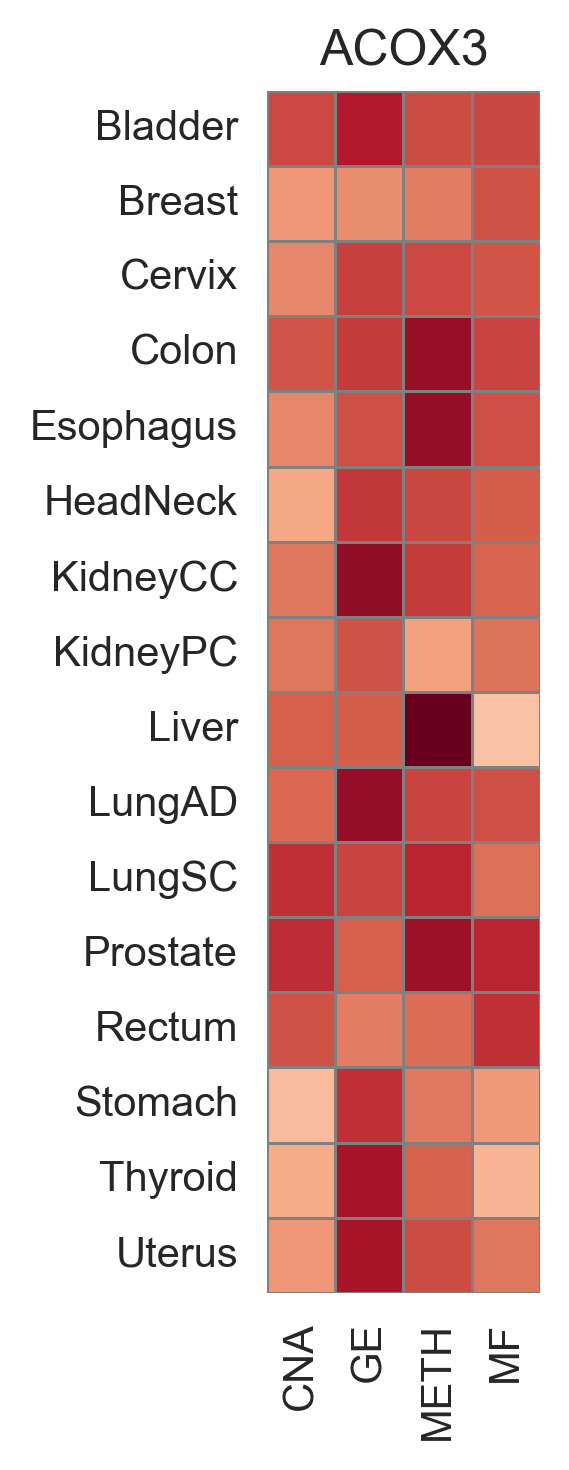 ACOX3
Bladder
Breast
Cervix
Colon
Esophagus
HeadNeck
KidneyCC
KidneyPC
Liver
LungAD
LungSC
Prostate
Rectum
Stomach
Thyroid
Uterus
CNA
GE
METH
MF